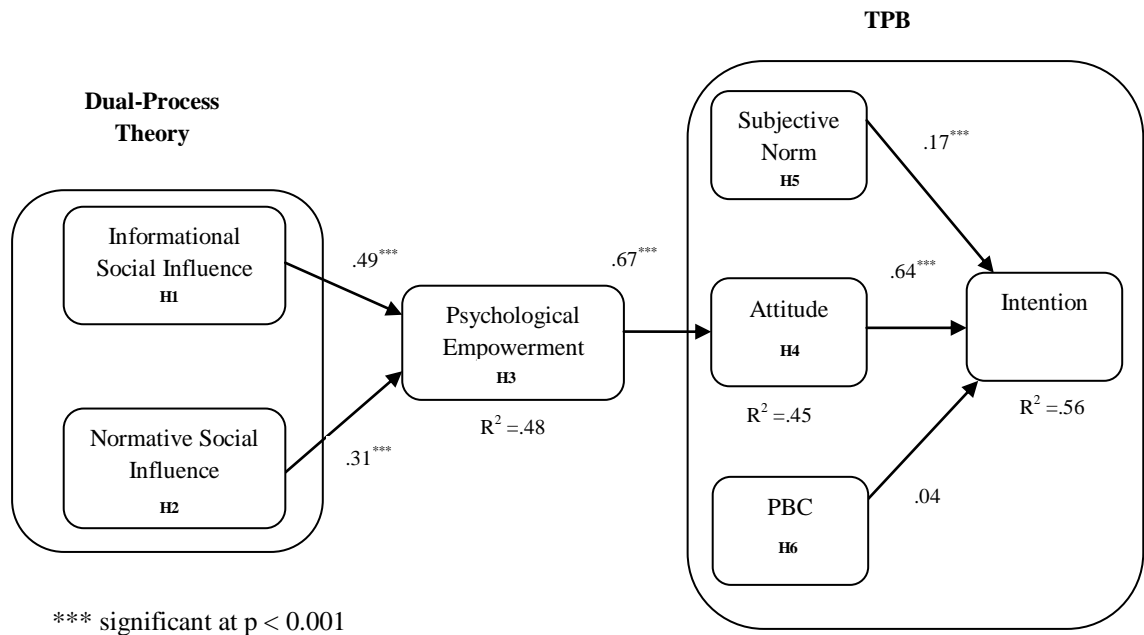 TPB
Dual-Process
Theory
Subjective
Norm
H5
.17***
Informational
Social Influence
H1
.49***
.67***
.64***
Psychological
Empowerment
H3
Attitude
H4
Intention
R² =.48
R² =.45
R² =.56
Normative Social
Influence
H2
.31***
PBC
H6
.04
*** significant at p < 0.001